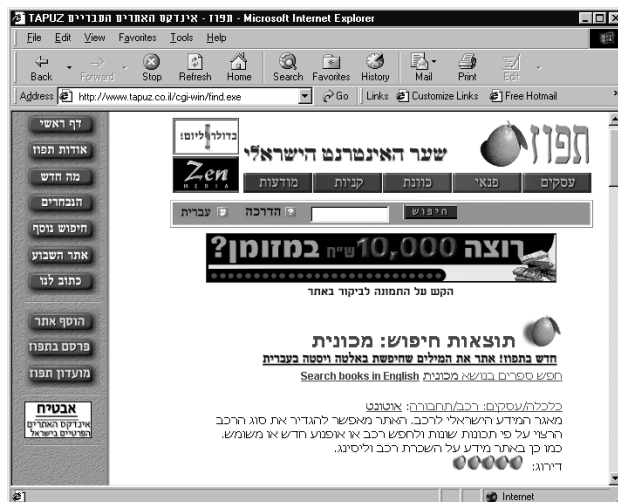 תפוז - אינדקס האתרים העבריים TAPUZ - Microsoft Internet Explorer
File Edit View Favorites Tools Help
Back Forward Stop Refresh Home Search Favorites History Mail Print Edit
Address http://www.tapuz.co.il/cgi-win/find.exe Go Links Customize Links Free Hotmail
דף ראשי
אודות תפוז
מה חדש
הנבחרים
חיפוש נוסף
אתר השבוע
כתוב לנו
הוסף אתר
פרסם בתפוז
מועדון תפוז
אבטיח
אינדקס האתרים
הפרטיים בישראל
תפוז
שער האינטרנט הישראלי
בדולר ליום!
Zen
MEDIA
עסקים פנאי כוונת קניות מודעות
חיפוש הדרכה עברית
רוצה 10,000 ש״ח במזומן?
הקש על התמונה לביקור באתר
תוצאות חיפוש: מכונית
חדש בתפוז! אתר את המילים שחיפשת באלטה ויסטה בעברית
חפש ספרים בנושא מכונית Search books in English
כלכלה/עסקים: רכב/תחבורה: אוטונט
מאגר המידע הישראלי לרכב. האתר מאפשר להגדיר את סוג הרכב
הרצוי על פי תכונות שונות ולחפש רכב או אופנוע חדש או משומש.
כמו כן באתר מידע על השכרת רכב וליסינג.
דירוג:
Internet